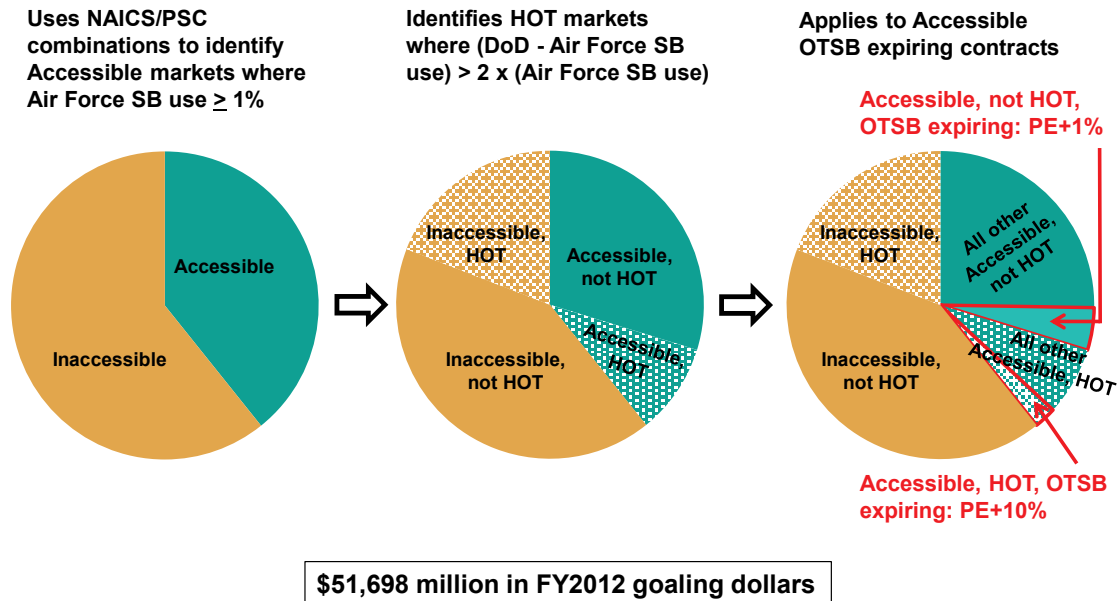 Uses NAICS/PSC
combinations to identify
Accessible markets where
Air Force SB use ≥ 1%
Identifies HOT markets
where (DoD - Air Force SB
use) > 2 x (Air Force SB use)
Applies to Accessible
OTSB expiring contracts
Accessible, not HOT,
OTSB expiring: PE+1%
Accessible
Inaccessible
Inaccessible,
HOT
Accessible,
not HOT
Accessible,
HOT
Inaccessible,
not HOT
Inaccessible,
HOT
All other
Accessible,
not HOT
All other
Accessible, HOT
Inaccessible,
not HOT
Accessible, HOT, OTSB
expiring: PE+10%
$51,698 million in FY2012 goaling dollars